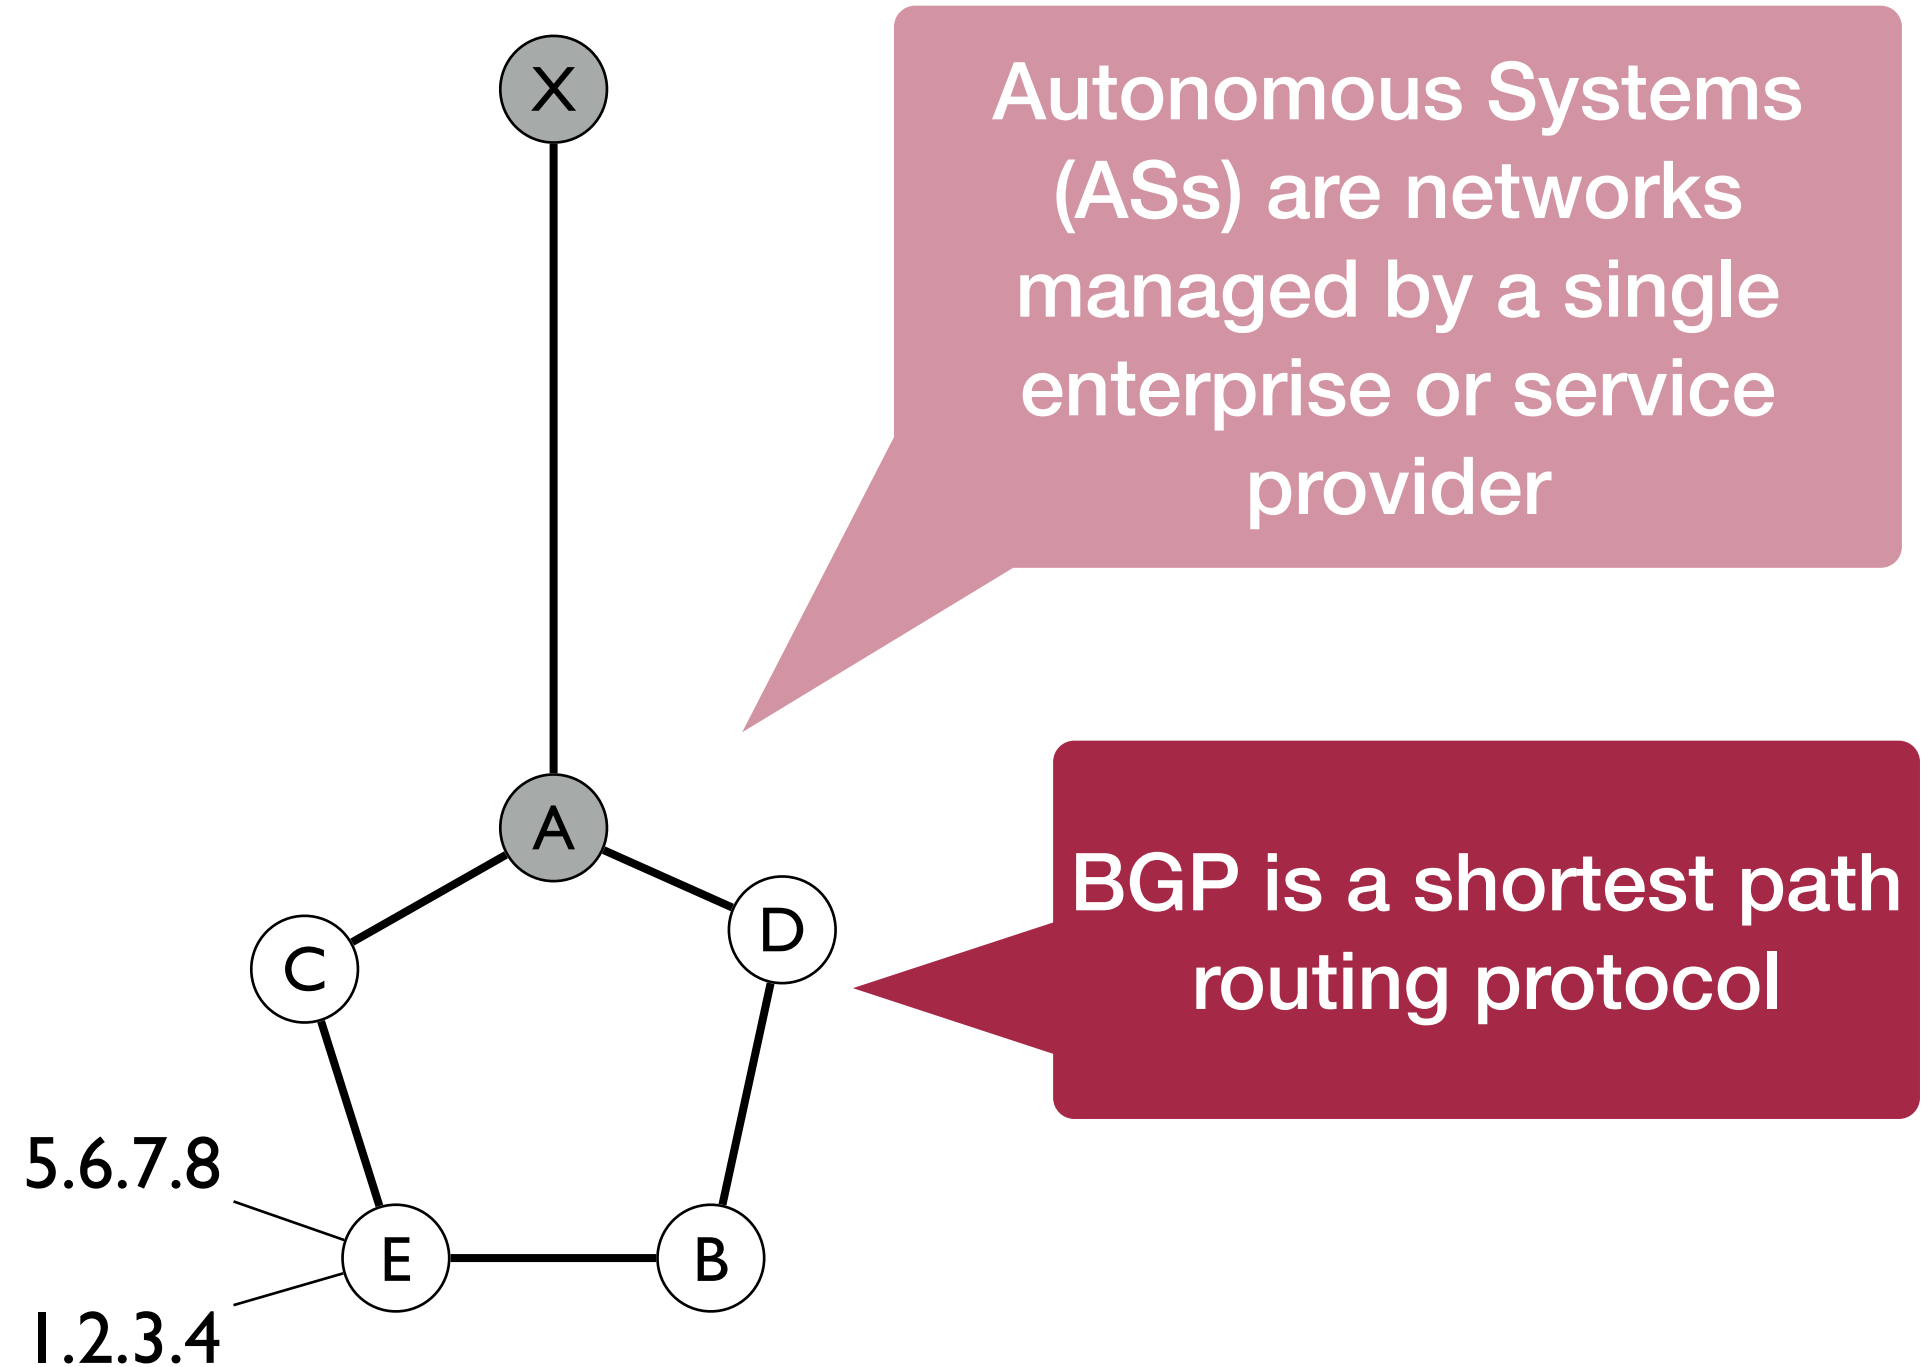 X
Autonomous Systems
(ASs) are networks
managed by a single
enterprise or service
provider
A
BGP is a shortest path
routing protocol
D
C
5.6.7.8
E
B
1.2.3.4